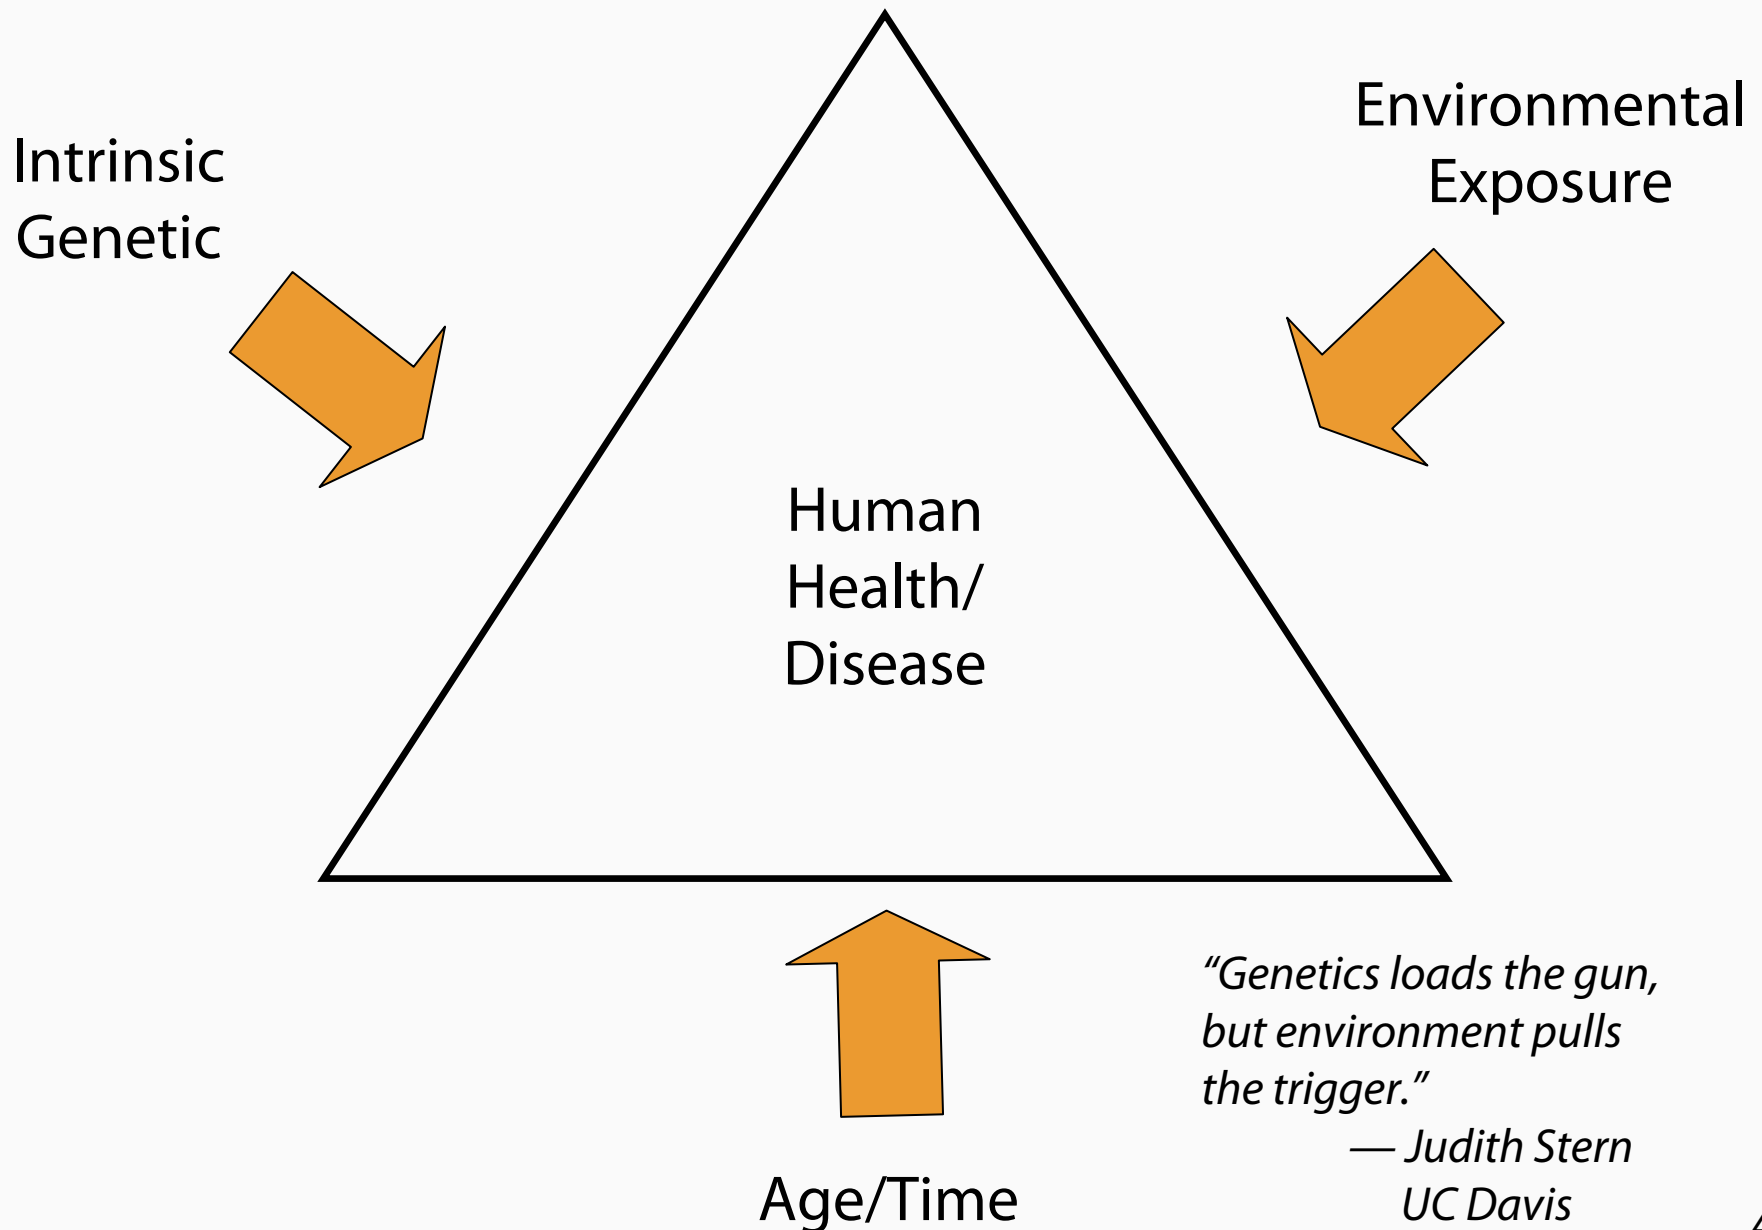 Intrinsic
Genetic
Environmental
Exposure
Human
Health/
Disease
Age/Time
“Genetics loads the gun,
but environment pulls
the trigger.”
— Judith Stern
UC Davis